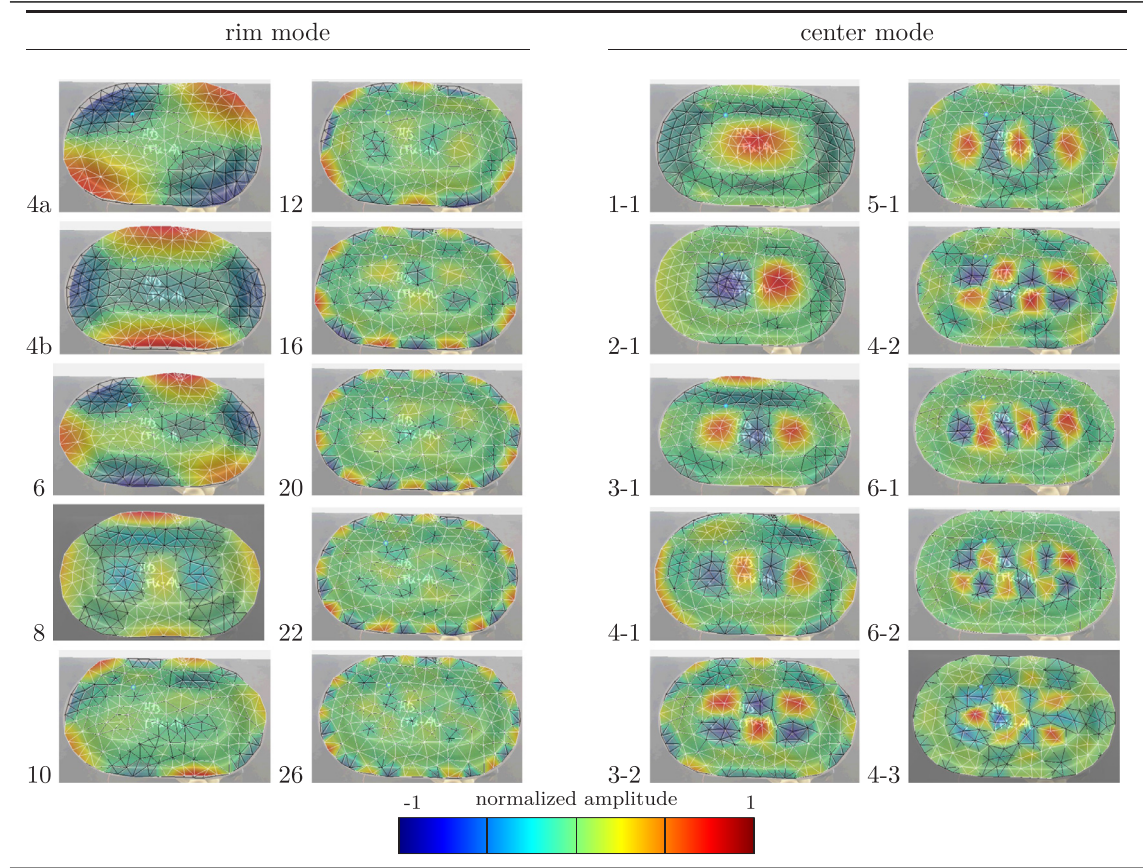 rim mode center mode
4a 12 1-1 5-1
4b 16 2-1 4-2
6 20 3-1 6-1
8 22 4-1 6-2
10 26 3-2 4-3
-1 normalized amplitude 1